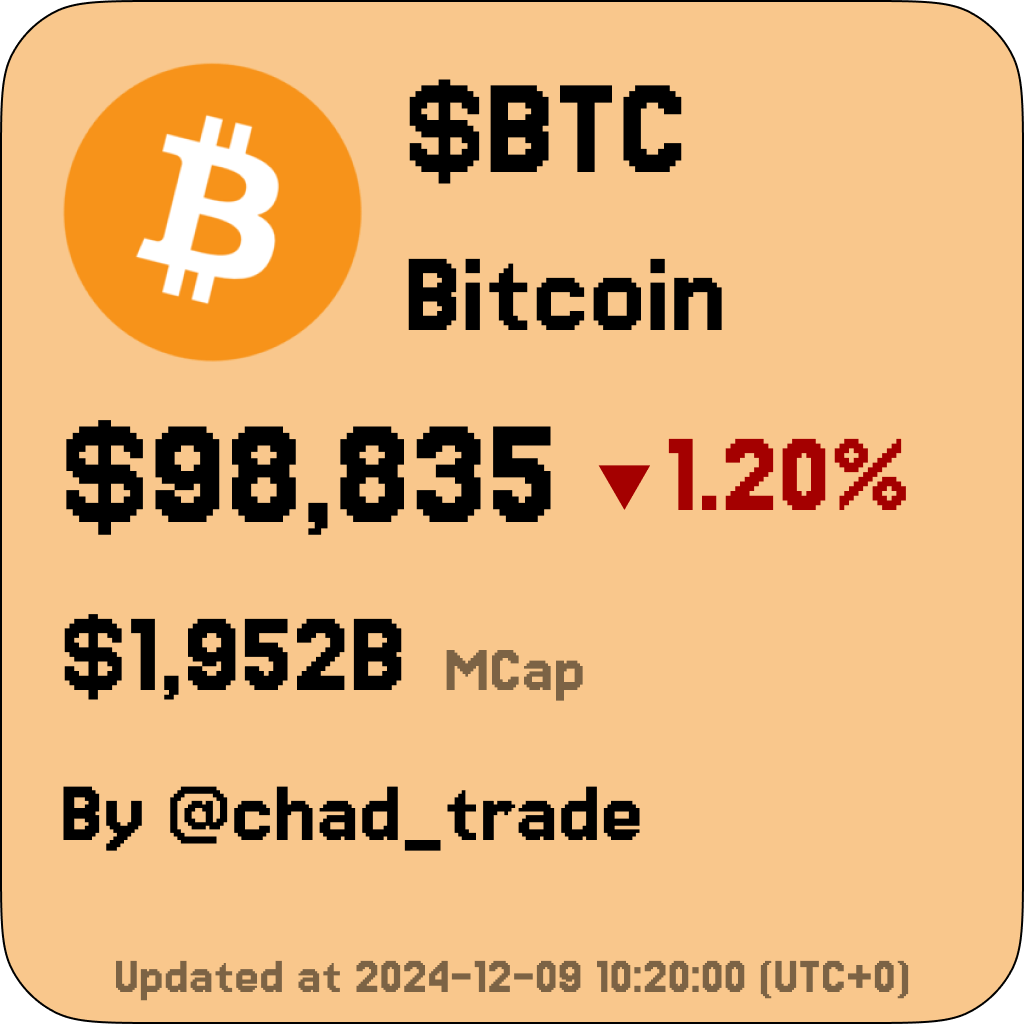 $BTC
Bitcoin
$98,835 ▼1.20%
$1,952B MCap
By @chad_trade
Updated at 2024-12-09 10:20:00 (UTC+0)